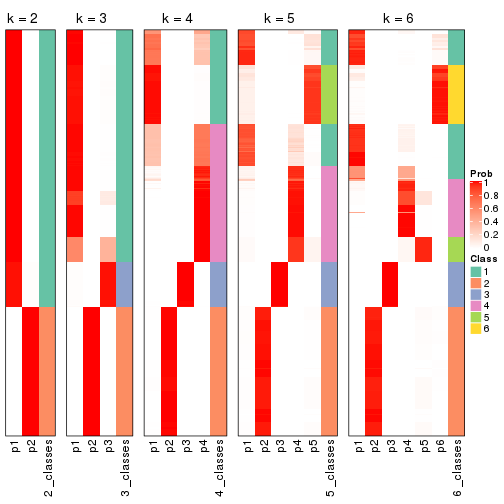 k = 2
k = 3
k = 4
k = 5
k = 6
Prob
1
0.8
0.6
0.4
0.2
0
Class
1
2
3
4
5
6
p1
p2
2_classes
p1
p2
p3
3_classes
p1
p2
p3
p4
4_classes
p1
p2
p3
p4
p5
5_classes
p1
p2
p3
p4
p5
p6
6_classes